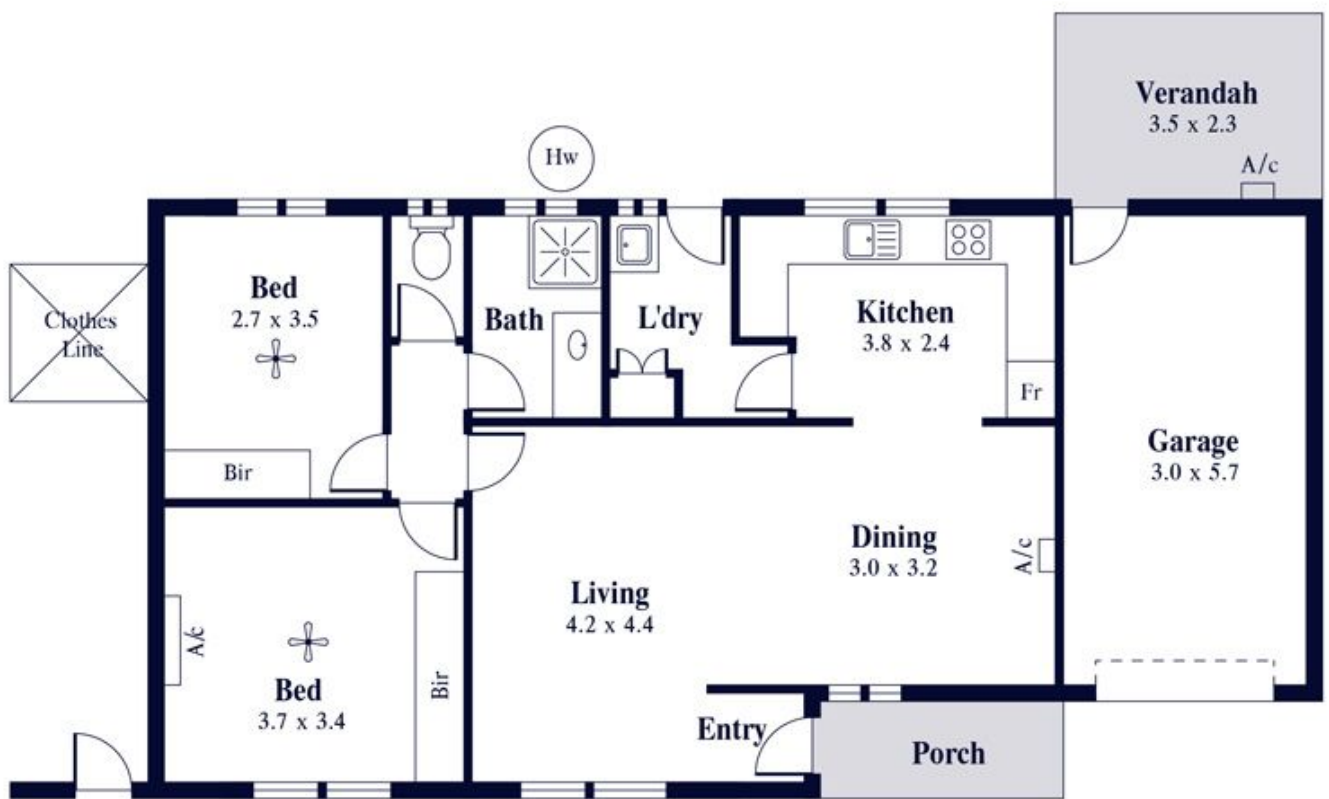 Verandah
3.5 x 2.3
A/c
Hw
Clothes
Line
Bed
2.7 x 3.5
Bir
Bath
L'dry
Kitchen
3.8 x 2.4
Fr
Garage
3.0 x 5.7
Dining
3.0 x 3.2
A/c
Living
4.2 x 4.4
A/c
Bed
3.7 x 3.4
Bir
Entry
Porch